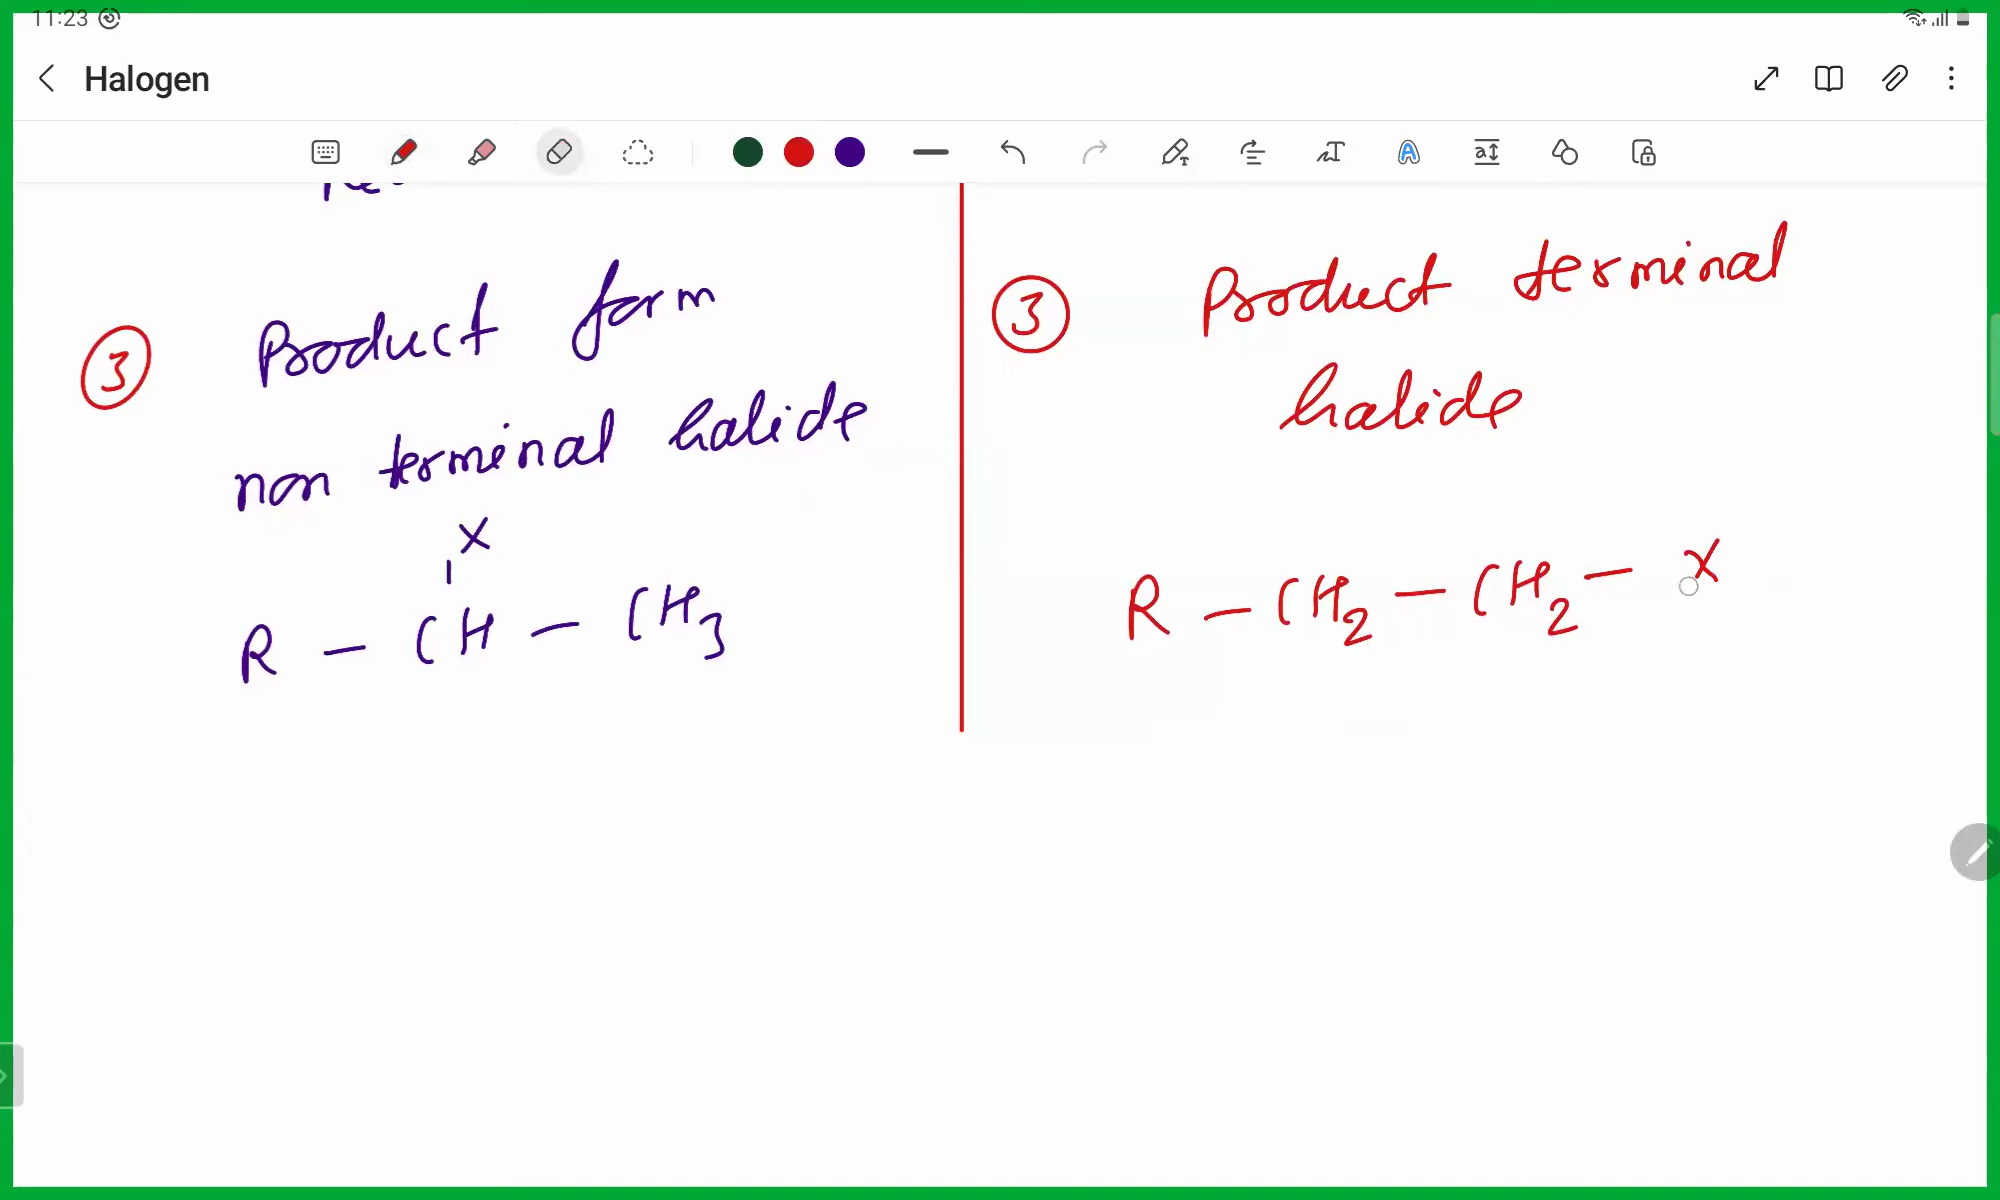 11:23
Halogen
3 Product form
non terminal halide
X
R - CH - CH3
3 Product terminal
halide
R - CH2 - CH2 - X